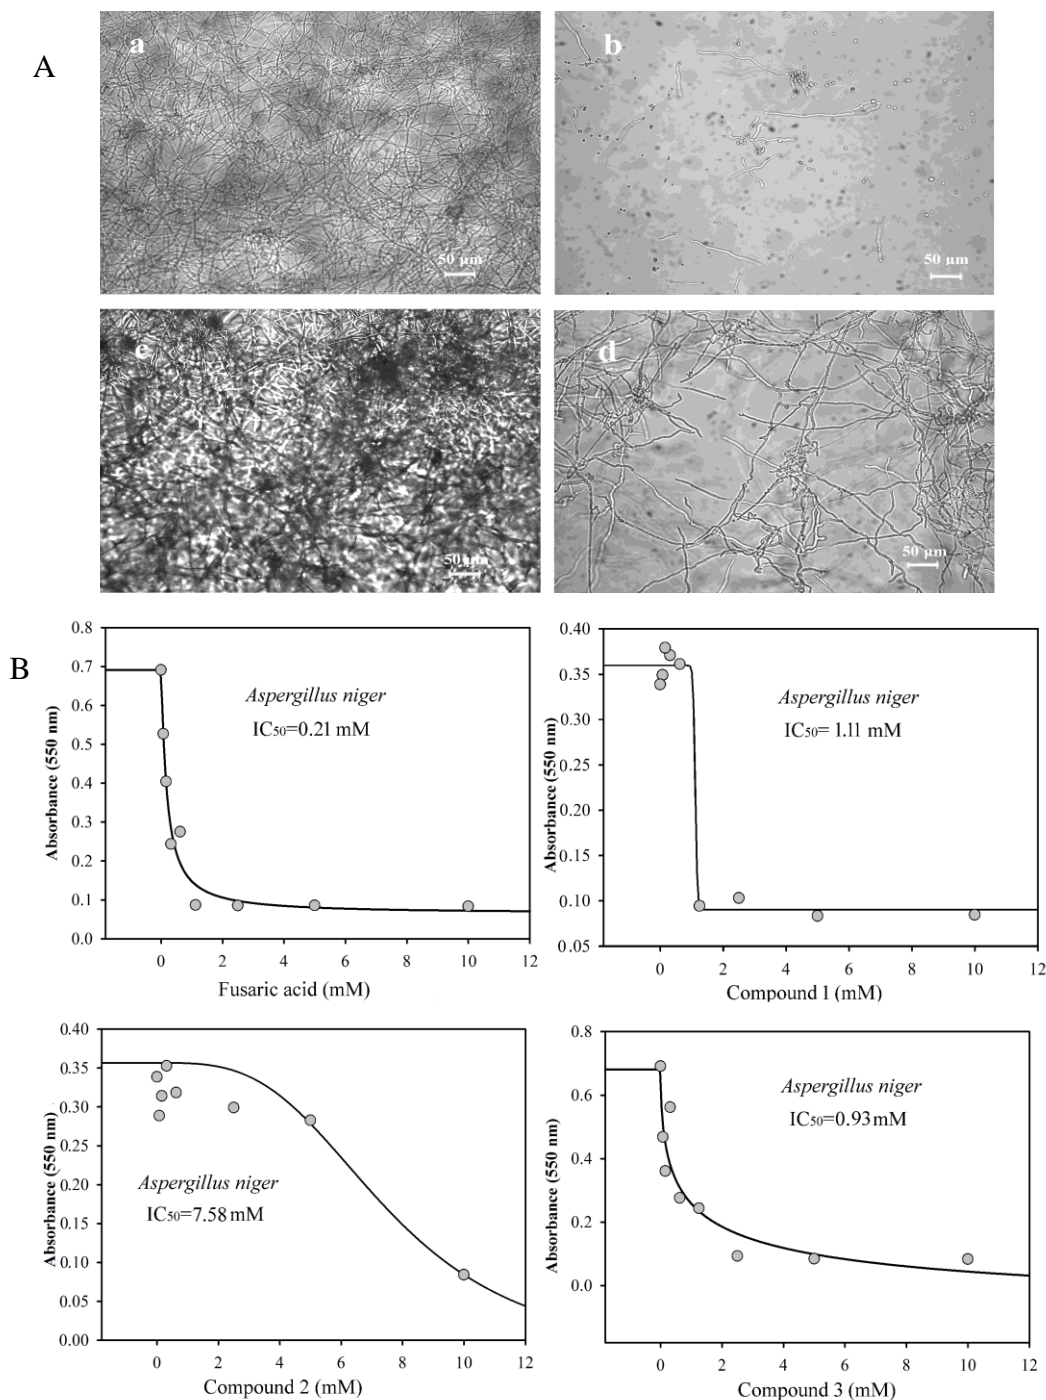 A
a
50 µm
b
50 µm
c
50 µm
d
50 µm
B
0.8
0.7
0.6
0.5
0.4
0.3
0.2
0.1
0.0
Absorbance (550 nm)
Aspergillus niger
IC50=0.21 mM
0 2 4 6 8 10 12
Fusaric acid (mM)
0.40
0.35
0.30
0.25
0.20
0.15
0.10
0.05
Absorbance (550 nm)
Aspergillus niger
IC50= 1.11 mM
0 2 4 6 8 10 12
Compound 1 (mM)
0.40
0.35
0.30
0.25
0.20
0.15
0.10
0.05
0.00
Absorbance (550 nm)
Aspergillus niger
IC50=7.58 mM
0 2 4 6 8 10 12
Compound 2 (mM)
0.8
0.6
0.4
0.2
0.0
Absorbance (550 nm)
Aspergillus niger
IC50=0.93 mM
0 2 4 6 8 10 12
Compound 3 (mM)